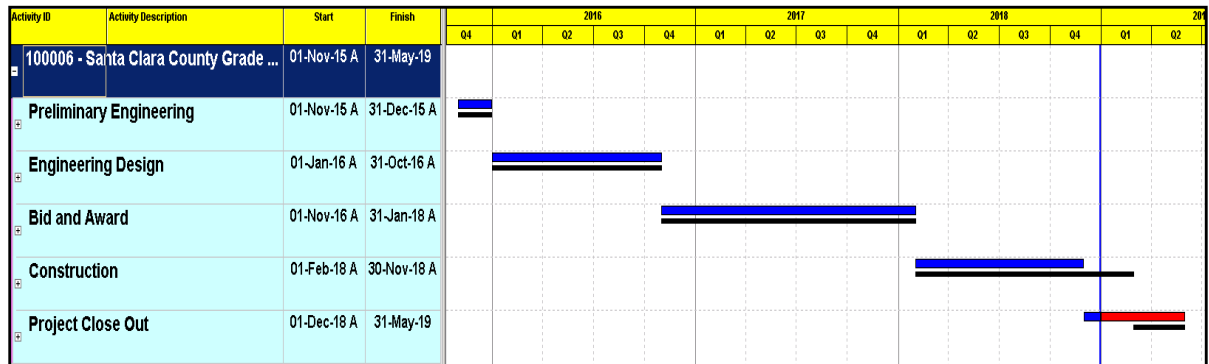 Activity ID Activity Description Start Finish 2016 2017 2018 201
Q4 Q1 Q2 Q3 Q4 Q1 Q2 Q3 Q4 Q1 Q2 Q3 Q4 Q1 Q2
100006 - Santa Clara County Grade ... 01-Nov-15 A 31-May-19
Preliminary Engineering 01-Nov-15 A 31-Dec-15 A
Engineering Design 01-Jan-16 A 31-Oct-16 A
Bid and Award 01-Nov-16 A 31-Jan-18 A
Construction 01-Feb-18 A 30-Nov-18 A
Project Close Out 01-Dec-18 A 31-May-19